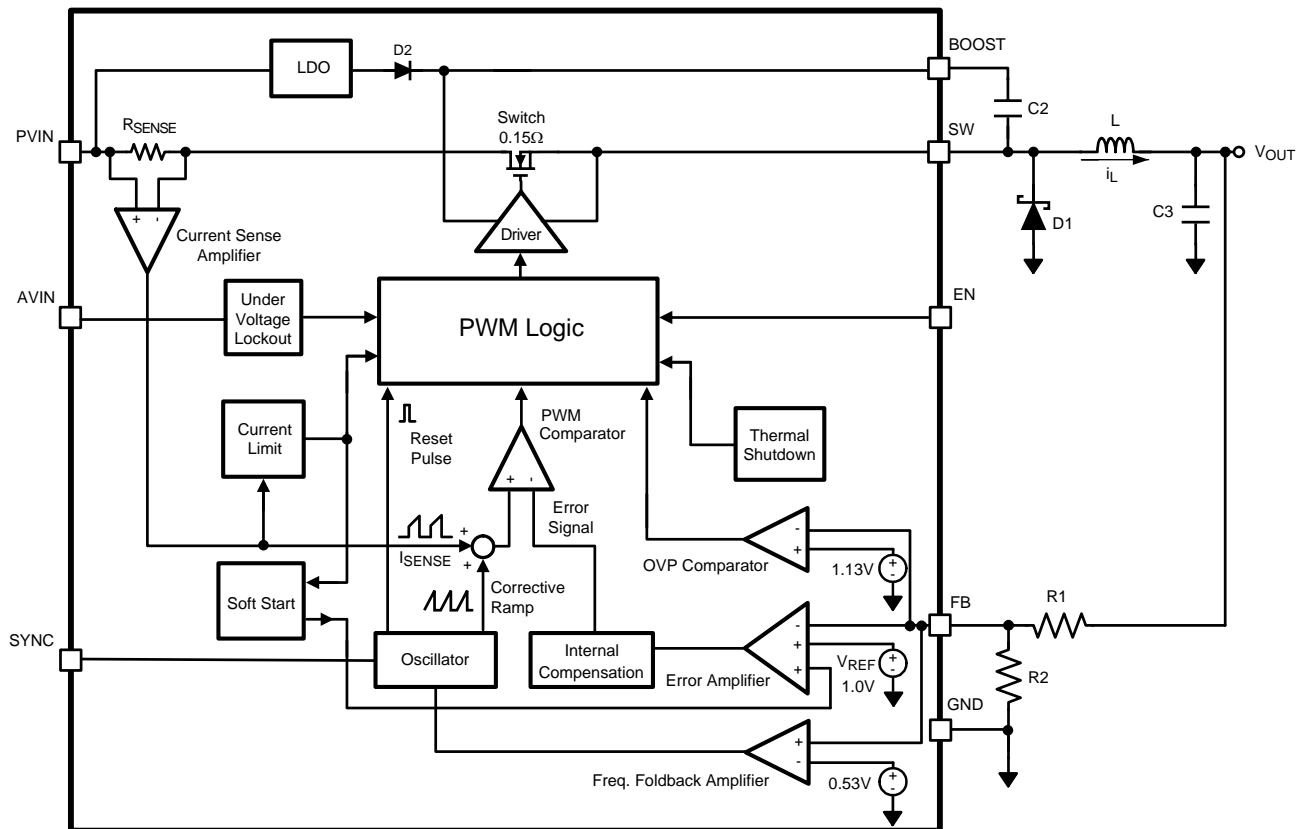 BOOST
D2
LDO
C2
PVIN
RSENSE
Switch
0.15Ω
SW
L
VOUT
iL
+ -
Current Sense
Amplifier
Driver
D1
C3
AVIN
Under
Voltage
Lockout
PWM Logic
EN
Current
Limit
Reset
Pulse
PWM
Comparator
Thermal
Shutdown
+ -
Error
Signal
ISENSE
+
+
Corrective
Ramp
-
+
OVP Comparator
1.13V
+
-
Soft Start
FB
R1
SYNC
Oscillator
Internal
Compensation
-
+
+
Error Amplifier
VREF
1.0V
+
-
R2
GND
+
-
Freq. Foldback Amplifier
0.53V
+
-